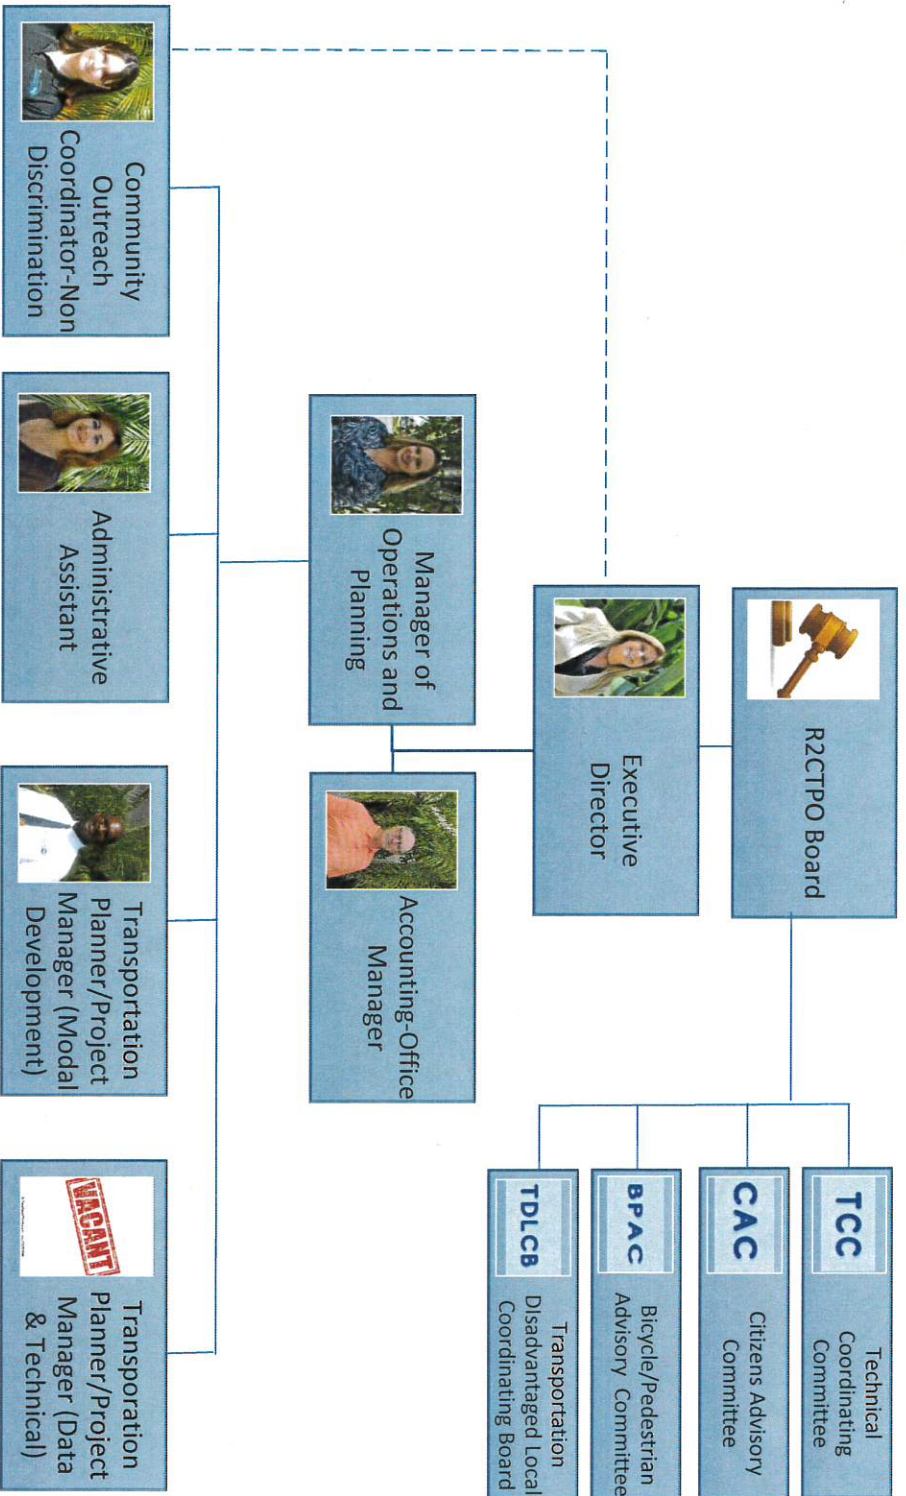 R2CTPO Board
TCC
Technical
Coordinating
Committee
CAC
Citizens Advisory
Committee
BPAC
Bicycle/Pedestrian
Advisory Committee
TDLCB
Transportation
DIsadvantaged Local
Coordinating Board
Executive
Director
Manager of
Operations and
Planning
Accounting-Office
Manager
Community
Outreach
Coordinator-Non
Discrimination
Administrative
Assistant
Transportation
Planner/Project
Manager (Modal
Development)
VACANT
Transporation
Planner/Project
Manager (Data
& Technical)